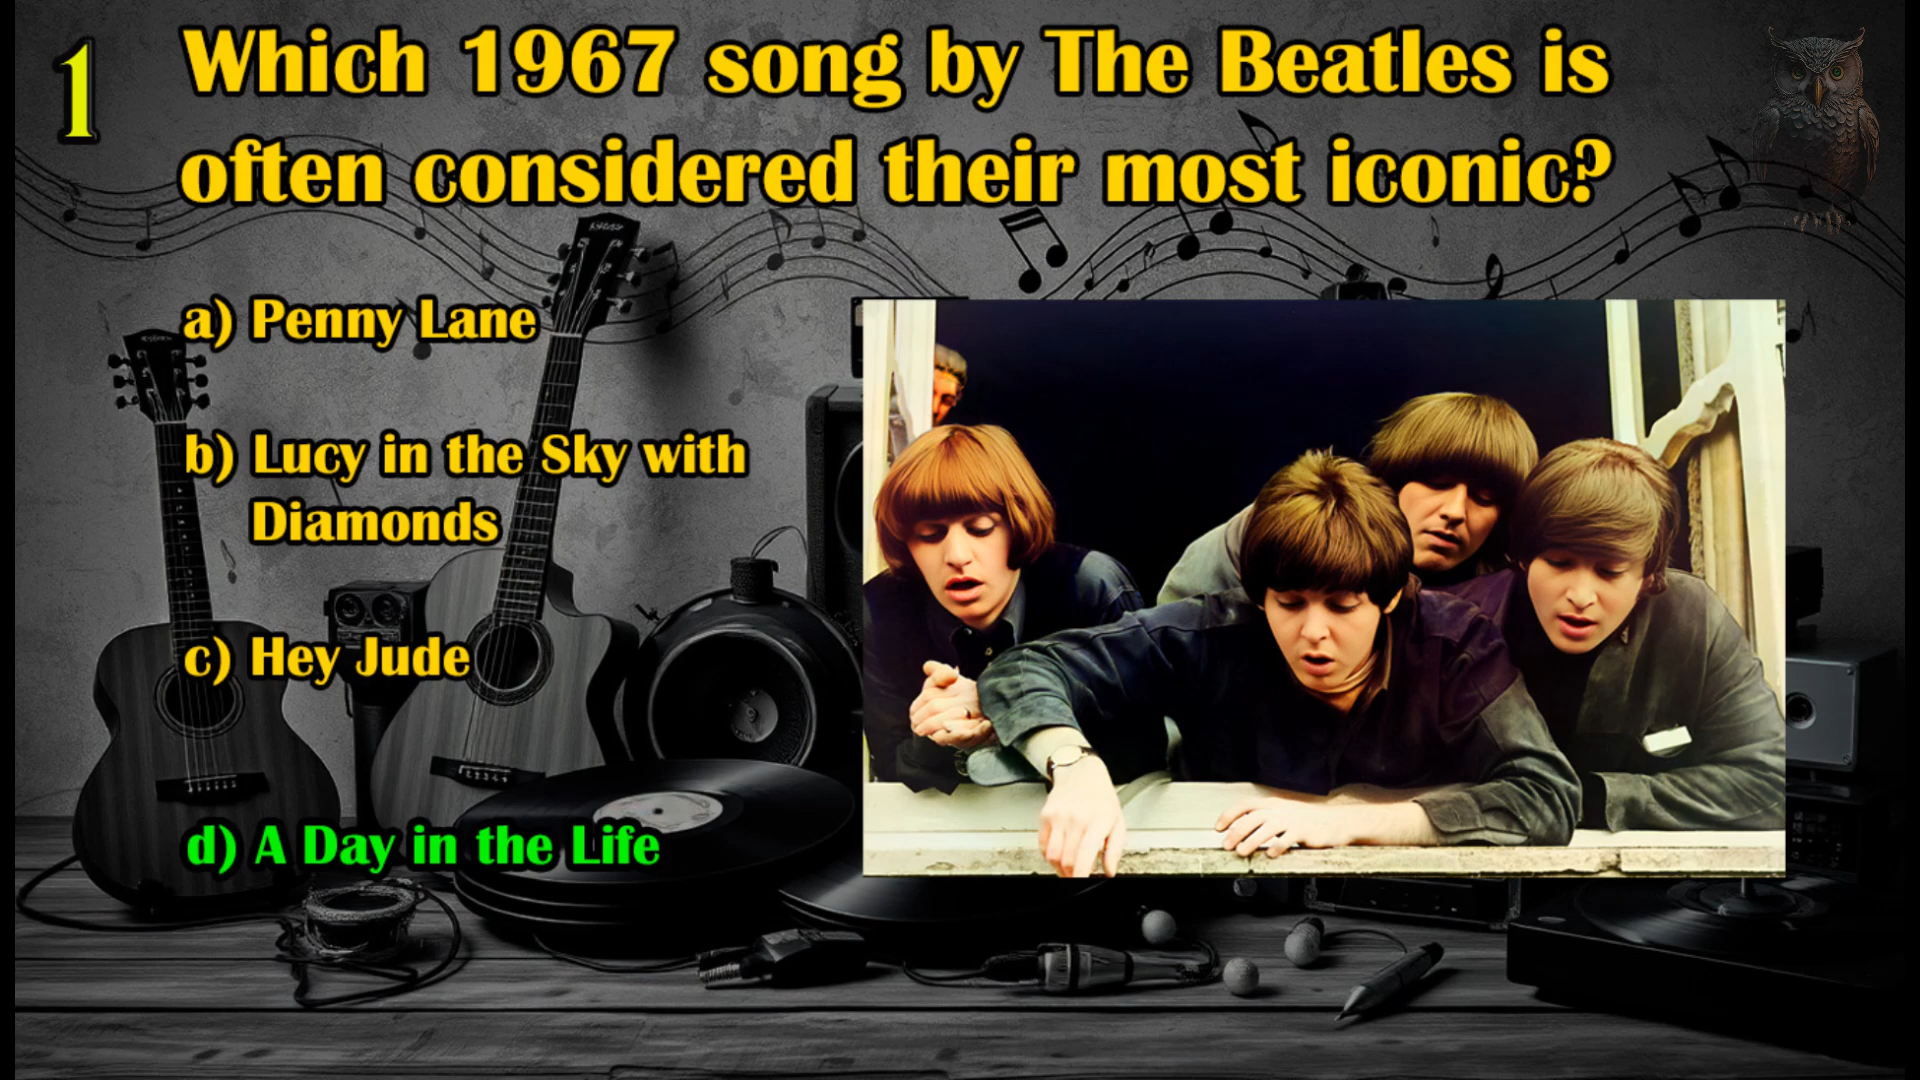 1
Which 1967 song by The Beatles is
often considered their most iconic?
a) Penny Lane
b) Lucy in the Sky with
Diamonds
c) Hey Jude
d) A Day in the Life